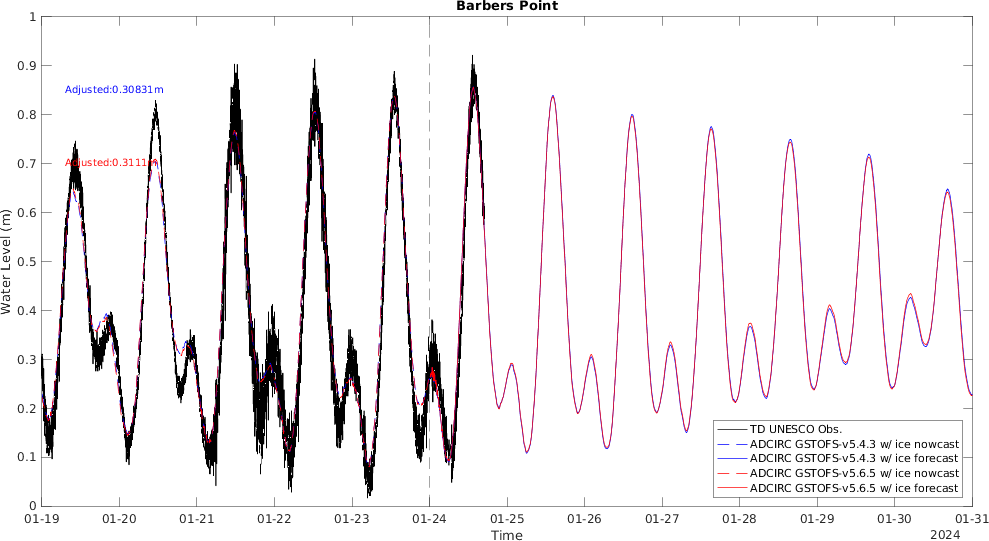 Barbers Point
1
0.9
0.8
0.7
0.6
0.5
0.4
0.3
0.2
0.1
0
Water Level (m)
Adjusted:0.30831m
Adjusted:0.3111m
TD UNESCO Obs.
ADCIRC GSTOFS-v5.4.3 w/ ice nowcast
ADCIRC GSTOFS-v5.4.3 w/ ice forecast
ADCIRC GSTOFS-v5.6.5 w/ ice nowcast
ADCIRC GSTOFS-v5.6.5 w/ ice forecast
01-19 01-20 01-21 01-22 01-23 01-24 01-25 01-26 01-27 01-28 01-29 01-30 01-31
Time
2024